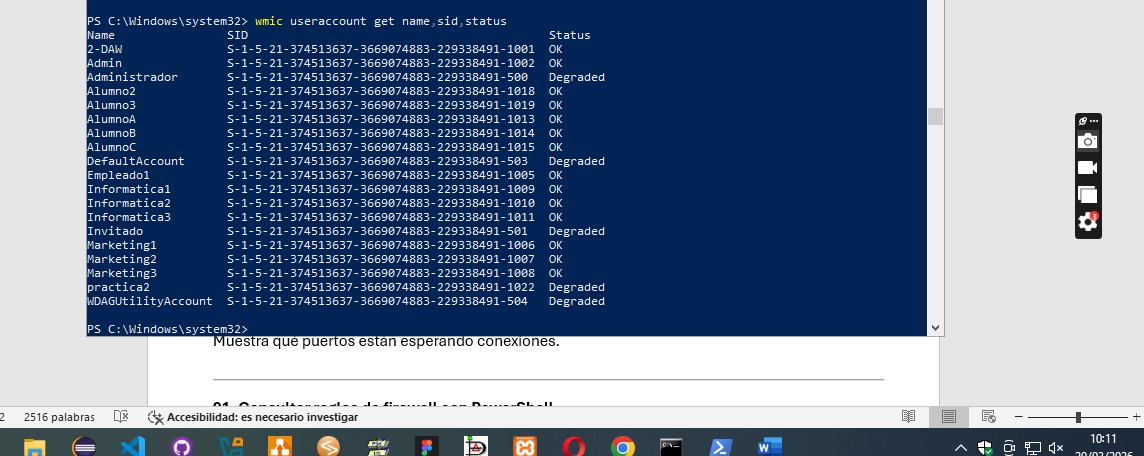 PS C:\Windows\system32> wmic useraccount get name,sid,status
Name SID Status
2-DAW S-1-5-21-374513637-3669074883-229338491-1001 OK
Admin S-1-5-21-374513637-3669074883-229338491-1002 OK
Administrador S-1-5-21-374513637-3669074883-229338491-500 Degraded
Alumno2 S-1-5-21-374513637-3669074883-229338491-1018 OK
Alumno3 S-1-5-21-374513637-3669074883-229338491-1019 OK
AlumnoA S-1-5-21-374513637-3669074883-229338491-1013 OK
AlumnoB S-1-5-21-374513637-3669074883-229338491-1014 OK
AlumnoC S-1-5-21-374513637-3669074883-229338491-1015 OK
DefaultAccount S-1-5-21-374513637-3669074883-229338491-503 Degraded
Empleado1 S-1-5-21-374513637-3669074883-229338491-1005 OK
Informatica1 S-1-5-21-374513637-3669074883-229338491-1009 OK
Informatica2 S-1-5-21-374513637-3669074883-229338491-1010 OK
Informatica3 S-1-5-21-374513637-3669074883-229338491-1011 OK
Invitado S-1-5-21-374513637-3669074883-229338491-501 Degraded
Marketing1 S-1-5-21-374513637-3669074883-229338491-1006 OK
Marketing2 S-1-5-21-374513637-3669074883-229338491-1007 OK
Marketing3 S-1-5-21-374513637-3669074883-229338491-1008 OK
practica2 S-1-5-21-374513637-3669074883-229338491-1022 Degraded
WDAGUtilityAccount S-1-5-21-374513637-3669074883-229338491-504 Degraded
PS C:\Windows\system32>
Muestra qué puertos están esperando conexiones.
2 2516 palabras Accesibilidad: es necesario investigar
10:11